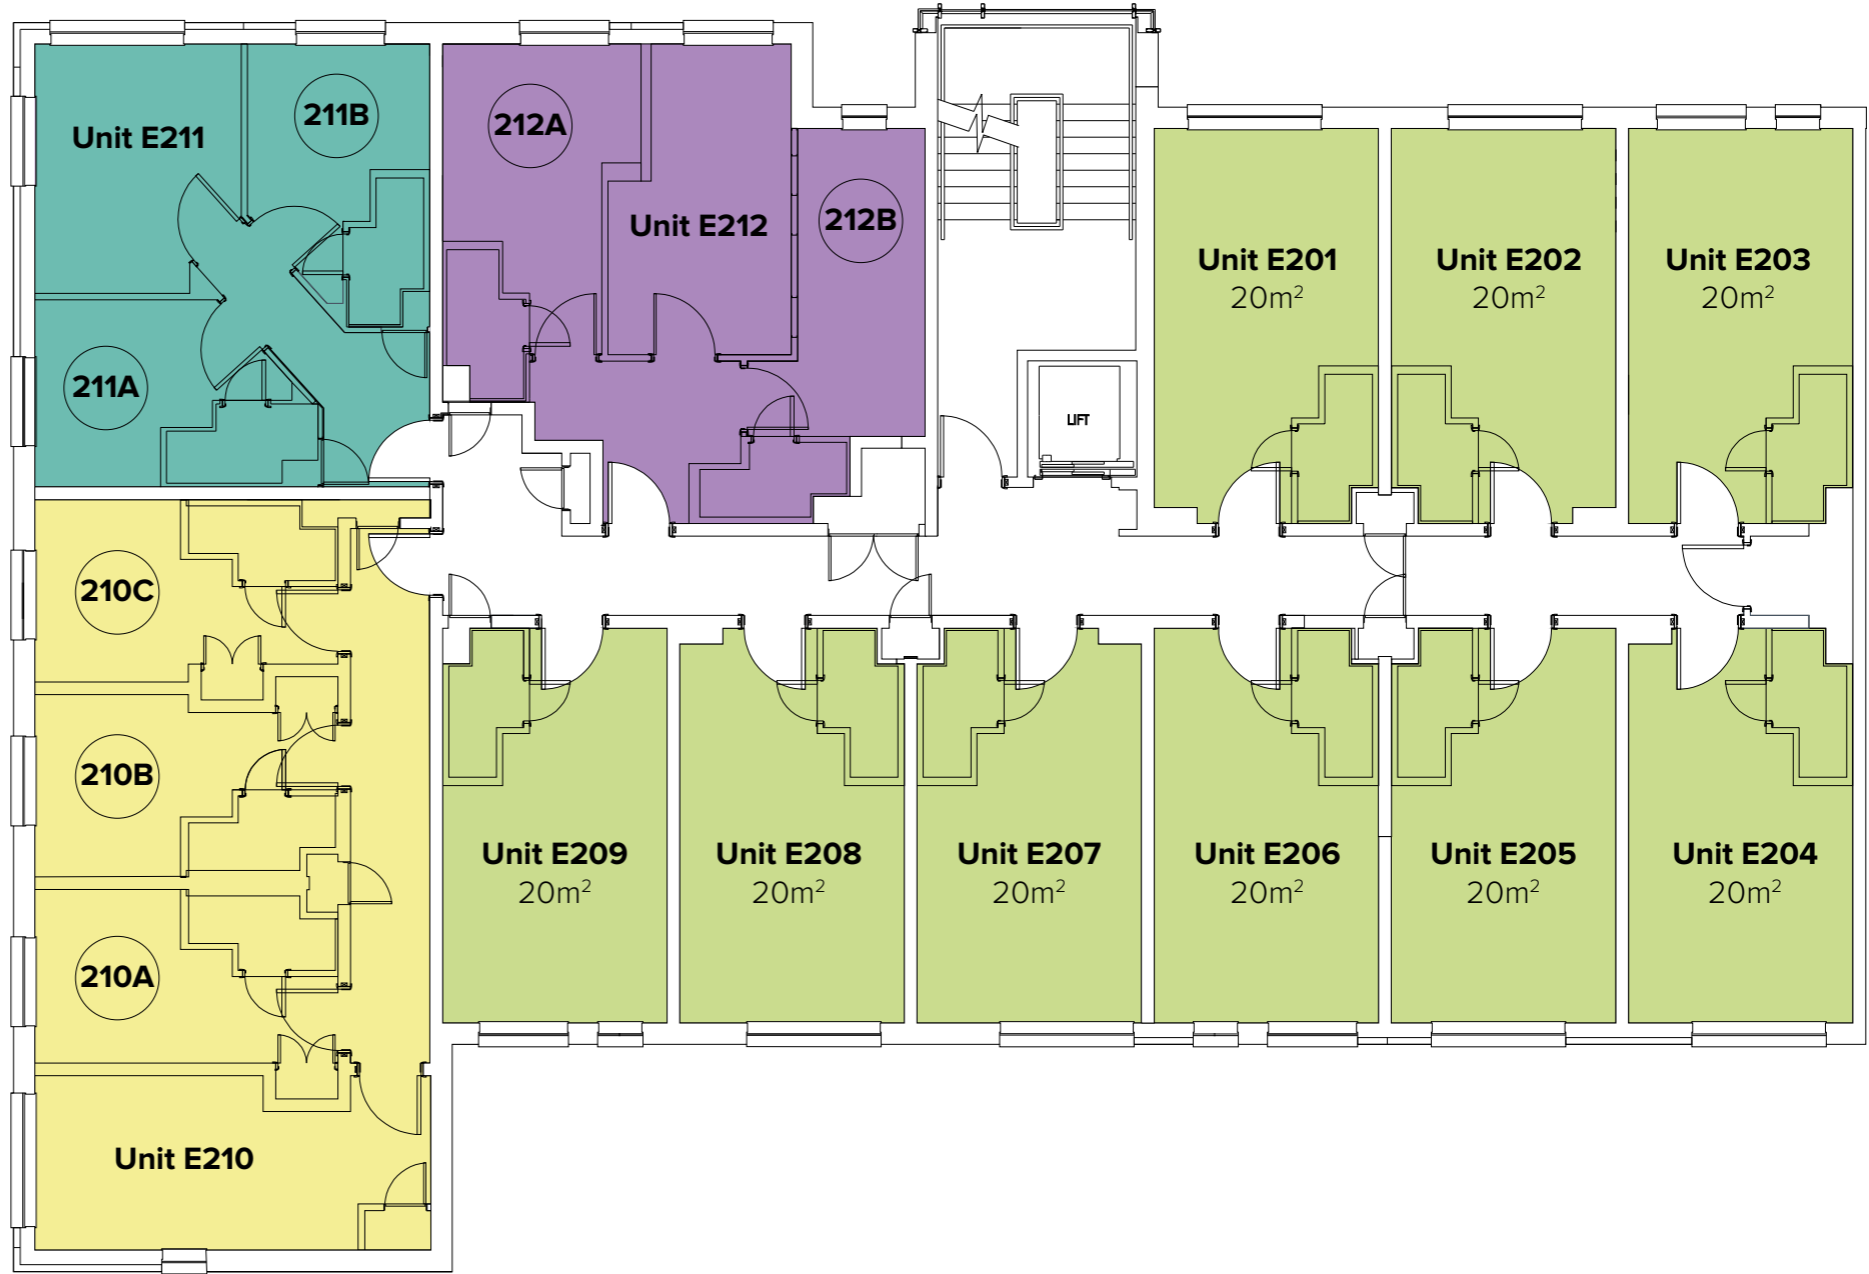 Unit E211
211B
212A
Unit E212
212B
211A
LIFT
Unit E201
20m²
Unit E202
20m²
Unit E203
20m²
210C
210B
210A
Unit E210
Unit E209
20m²
Unit E208
20m²
Unit E207
20m²
Unit E206
20m²
Unit E205
20m²
Unit E204
20m²